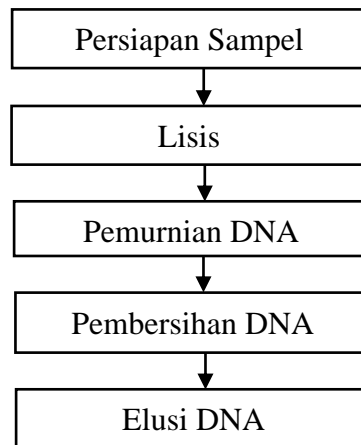 Persiapan Sampel
Lisis
Pemurnian DNA
Pembersihan DNA
Elusi DNA